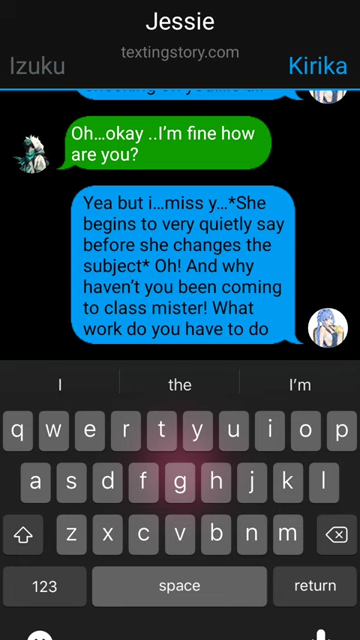 Jessie
textingstory.com
Izuku
Kirika
Oh...okay ..I'm fine how
are you?
Yea but i...miss y...*She
begins to very quietly say
before she changes the
subject* Oh! And why
haven't you been coming
to class mister! What
work do you have to do
I the I'm
q w e r t y u i o p
a s d f g h j k l
z x c v b n m
123 space return